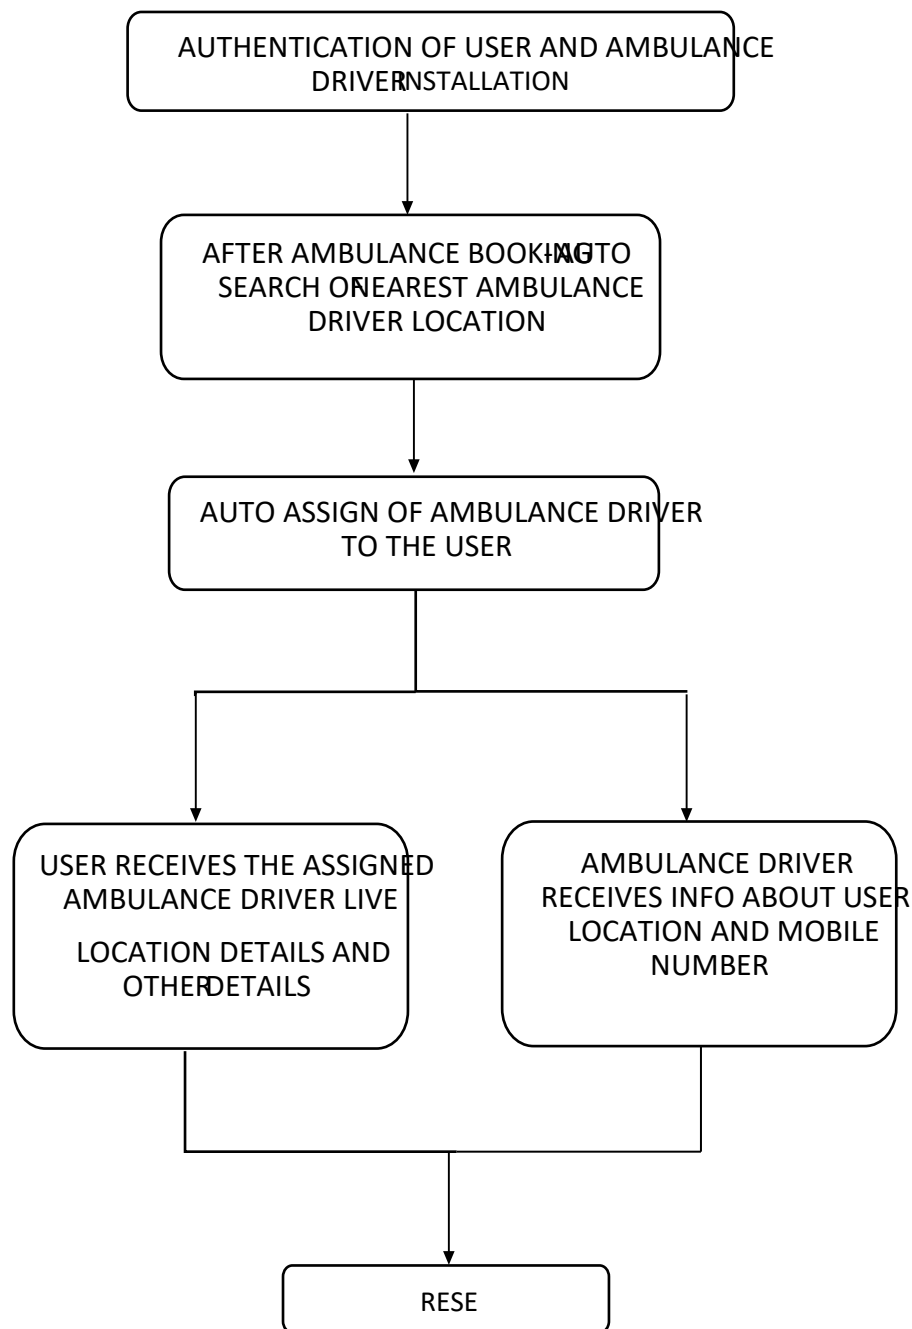 AUTHENTICATION OF USER AND AMBULANCE
DRIVER INSTALLATION
AFTER AMBULANCE BOOKING-AUTO
SEARCH OF NEAREST AMBULANCE
DRIVER LOCATION
AUTO ASSIGN OF AMBULANCE DRIVER
TO THE USER
USER RECEIVES THE ASSIGNED
AMBULANCE DRIVER LIVE
LOCATION DETAILS AND
OTHER DETAILS
AMBULANCE DRIVER
RECEIVES INFO ABOUT USER
LOCATION AND MOBILE
NUMBER
RESE